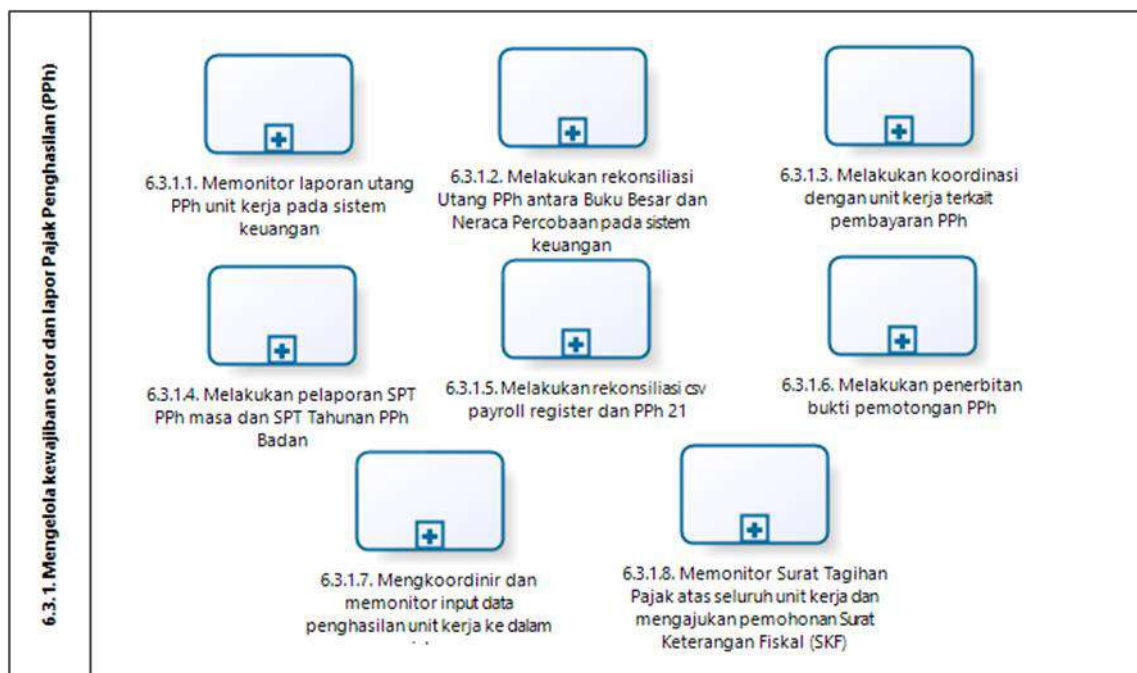 6.3.1. Mengelola kewajiban setor dan lapor Pajak Penghasilan (PPh)
6.3.1.1. Memonitor laporan utang
PPh unit kerja pada sistem
keuangan
6.3.1.2. Melakukan rekonsiliasi
Utang PPh antara Buku Besar dan
Neraca Percobaan pada sistem
keuangan
6.3.1.3. Melakukan koordinasi
dengan unit kerja terkait
pembayaran PPh
6.3.1.4. Melakukan pelaporan SPT
PPh masa dan SPT Tahunan PPh
Badan
6.3.1.5. Melakukan rekonsiliasi csv
payroll register dan PPh 21
6.3.1.6. Melakukan penerbitan
bukti pemotongan PPh
6.3.1.7. Mengkoordinir dan
memonitor input data
penghasilan unit kerja ke dalam
6.3.1.8. Memonitor Surat Tagihan
Pajak atas seluruh unit kerja dan
mengajukan pemohonan Surat
Keterangan Fiskal (SKF)